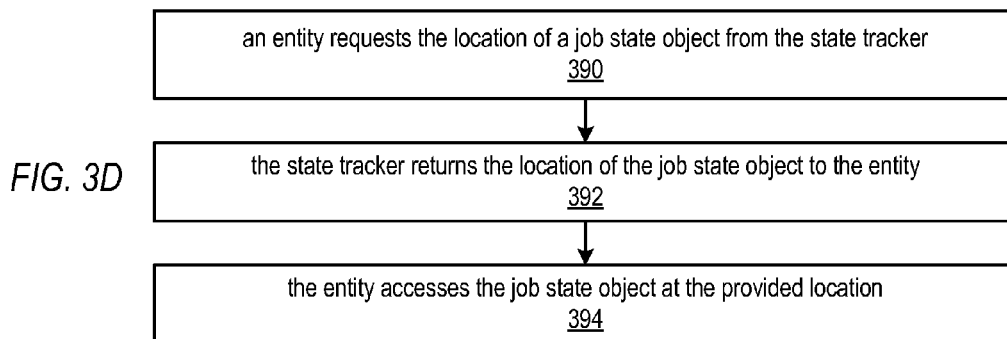 an entity requests the location of a job state object from the state tracker
390
FIG. 3D
the state tracker returns the location of the job state object to the entity
392
the entity accesses the job state object at the provided location
394